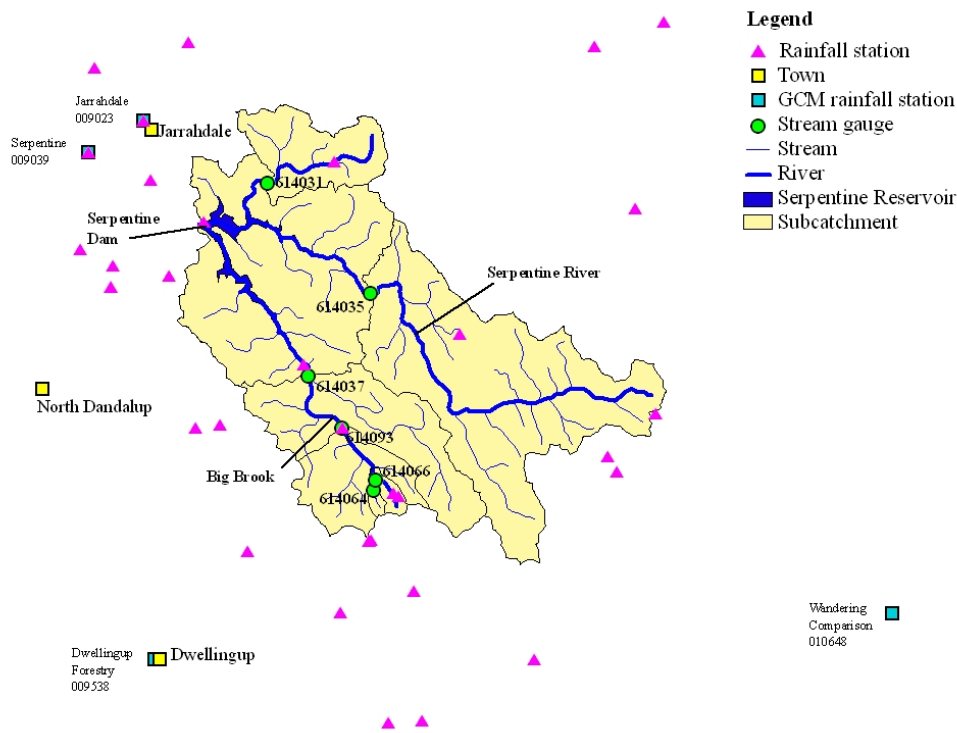 Legend
Rainfall station
Town
GCM rainfall station
Stream gauge
Stream
River
Serpentine Reservoir
Subcatchment
Jarrahdale
009023
Jarrahdale
Serpentine
009039
614031
Serpentine
Dam
Serpentine River
614035
614037
North Dandalup
614093
Big Brook
614066
614064
Wandering
Comparison
010648
Dwellingup
Forestry
009538
Dwellingup